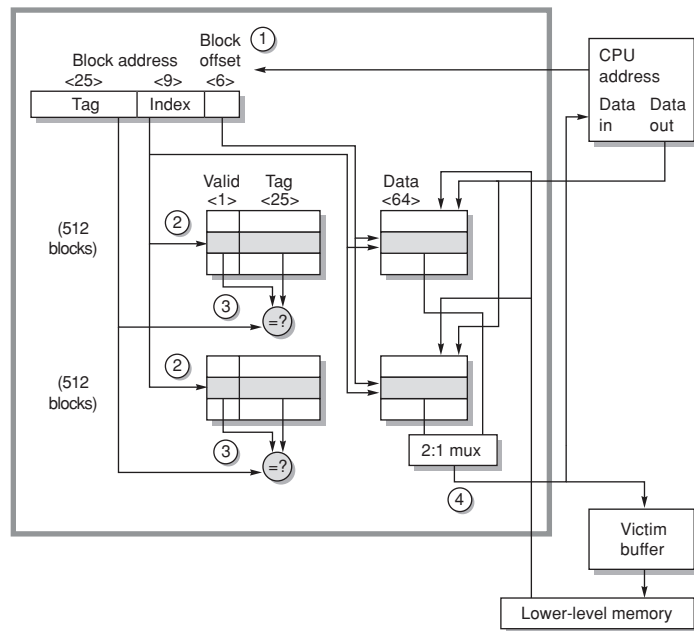 Block address
Block
offset
1
<25>
<9>
<6>
Tag
Index
CPU
address
Data
in
Data
out
Valid
<1>
Tag
<25>
Data
<64>
(512
blocks)
2
3
=?
(512
blocks)
2
3
=?
2:1 mux
4
Victim
buffer
Lower-level memory